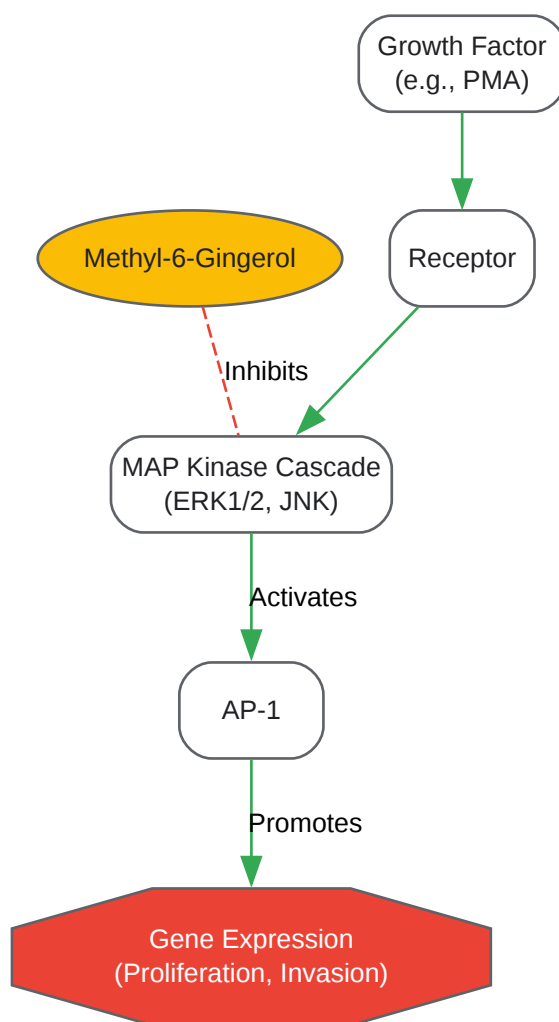 Growth Factor
(e.g., PMA)
Methyl-6-Gingerol
Receptor
Inhibits
MAP Kinase Cascade
(ERK1/2, JNK)
Activates
AP-1
Promotes
Gene Expression
(Proliferation, Invasion)